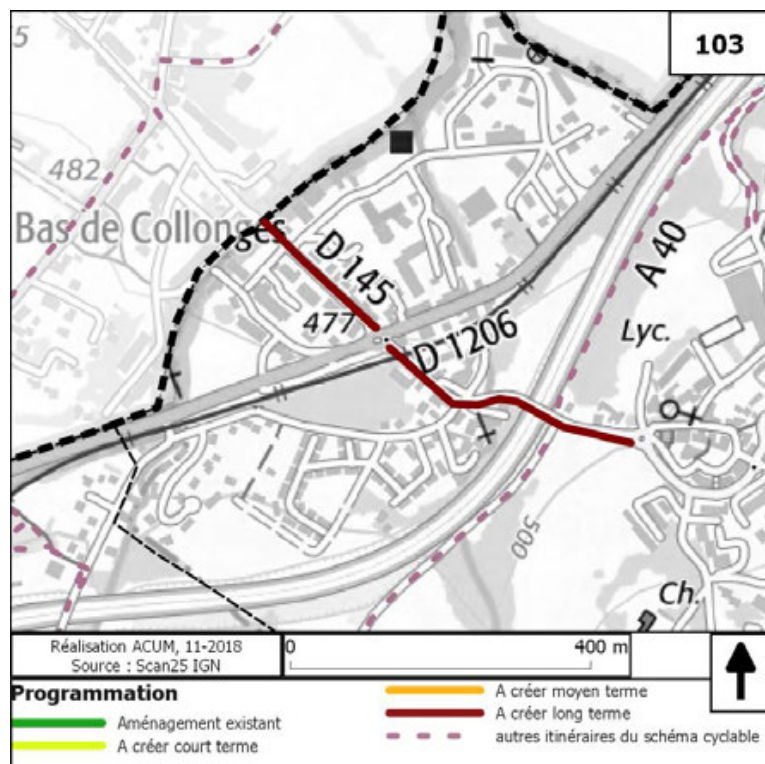 103
5
482
Bas de Collonges
D 145
A 40
477
D 1206
Lyc.
500
Ch.
Réalisation ACUM, 11-2018
Source : Scan25 IGN
0
400 m
Programmation
Aménagement existant
A créer court terme
A créer moyen terme
A créer long terme
autres itinéraires du schéma cyclable